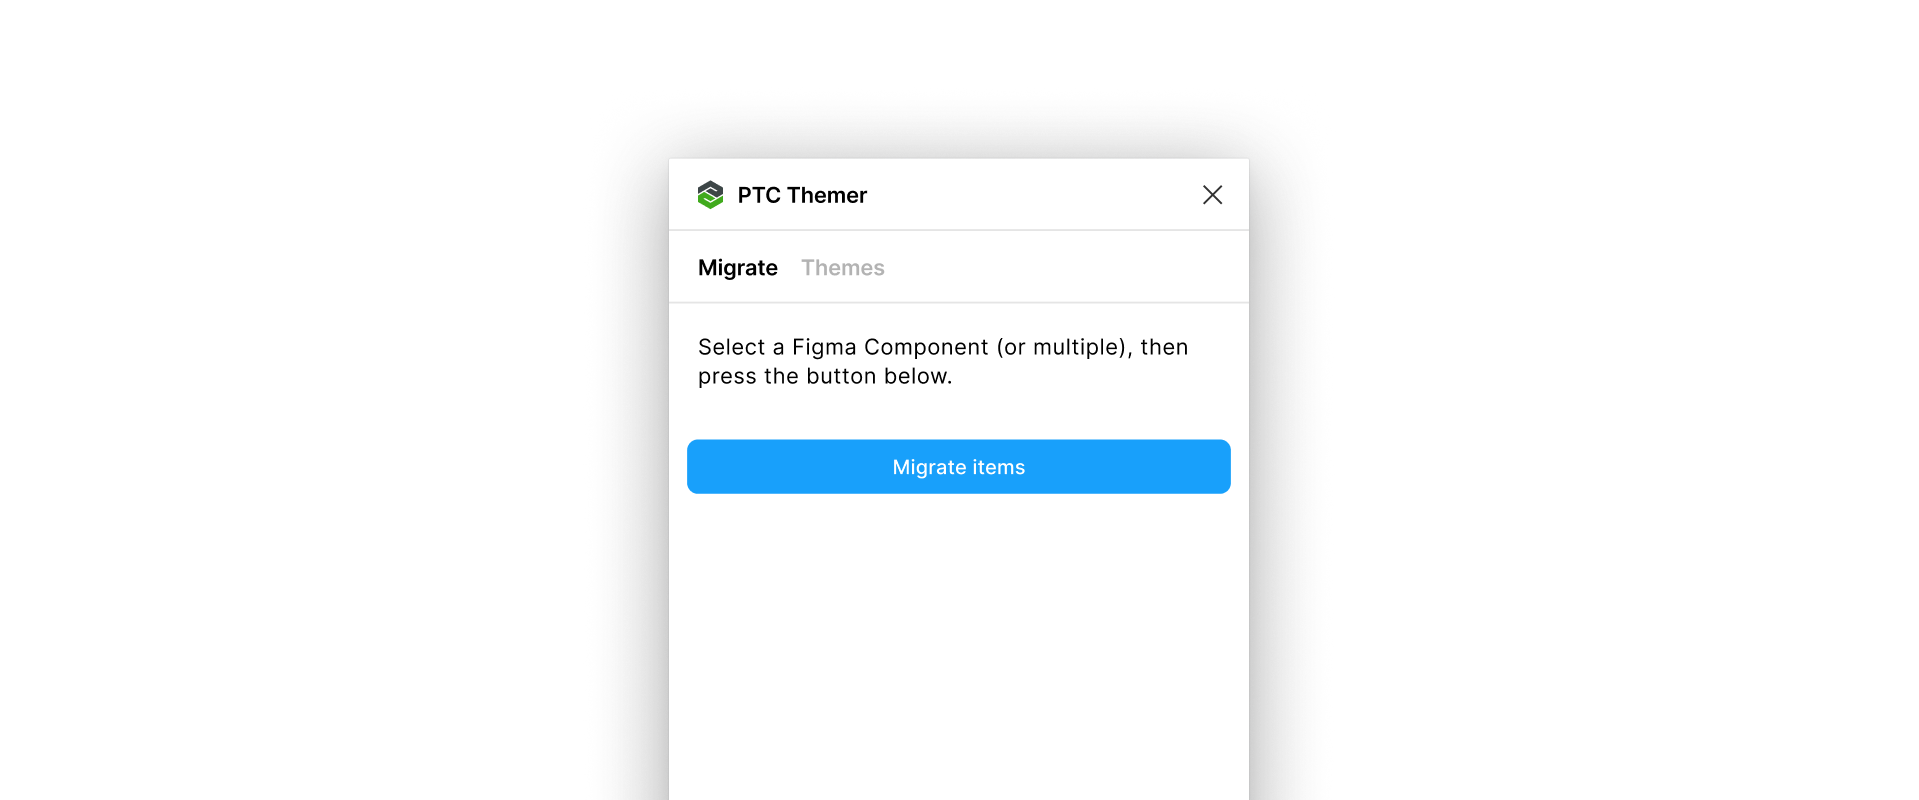 PTC Themer
Migrate Themes
Select a Figma Component (or multiple), then
press the button below.
Migrate items